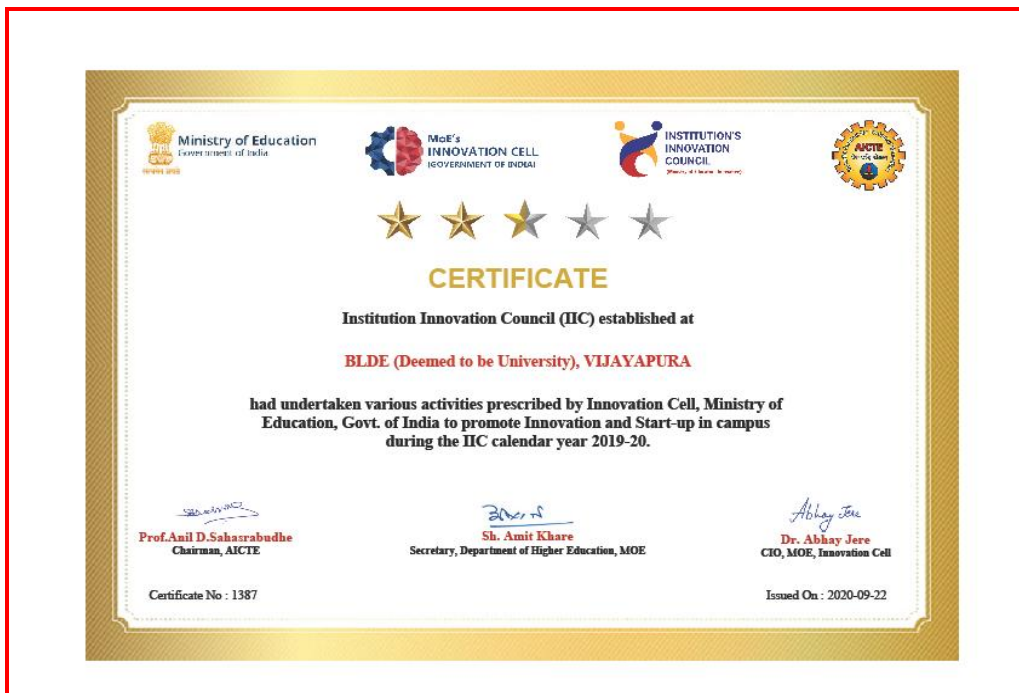 Ministry of Education
Government of India
MoE's
INNOVATION CELL
(GOVERNMENT OF INDIA)
INSTITUTION'S
INNOVATION
COUNCIL
AICTE
CERTIFICATE
Institution Innovation Council (IIC) established at
BLDE (Deemed to be University), VIJAYAPURA
had undertaken various activities prescribed by Innovation Cell, Ministry of
Education, Govt. of India to promote Innovation and Start-up in campus
during the IIC calendar year 2019-20.
Abhay Jere
Prof.Anil D.Sahasrabudhe
Chairman, AICTE
Sh. Amit Khare
Secretary, Department of Higher Education, MOE
Dr. Abhay Jere
CIO, MOE, Innovation Cell
Certificate No : 1387
Issued On : 2020-09-22